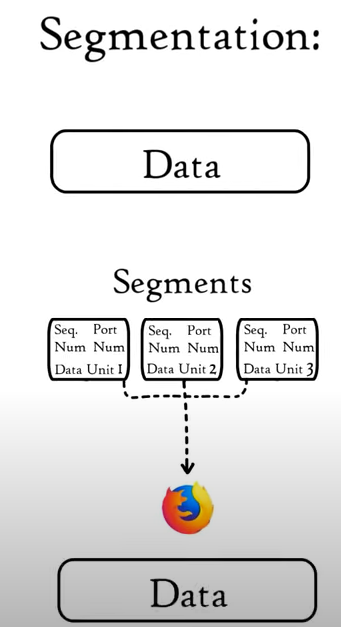 Segmentation:
Data
Segments
Seq. Port
Num Num
Data Unit 1
Seq. Port
Num Num
Data Unit 2
Seq. Port
Num Num
Data Unit 3
Data